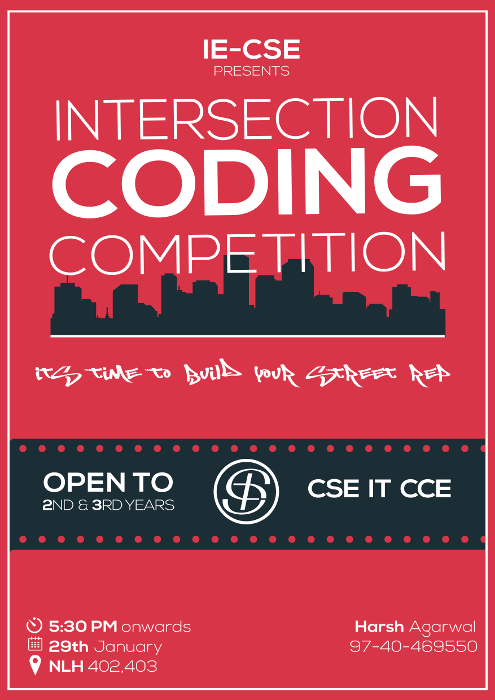 IE-CSE
PRESENTS
INTERSECTION
CODING
COMPETITION
iTS TiME TO BUiLD YOUR STREET REP
OPEN TO
2ND & 3RD YEARS
CSE IT CCE
5:30 PM onwards
29th January
NLH 402,403
Harsh Agarwal
97-40-469550